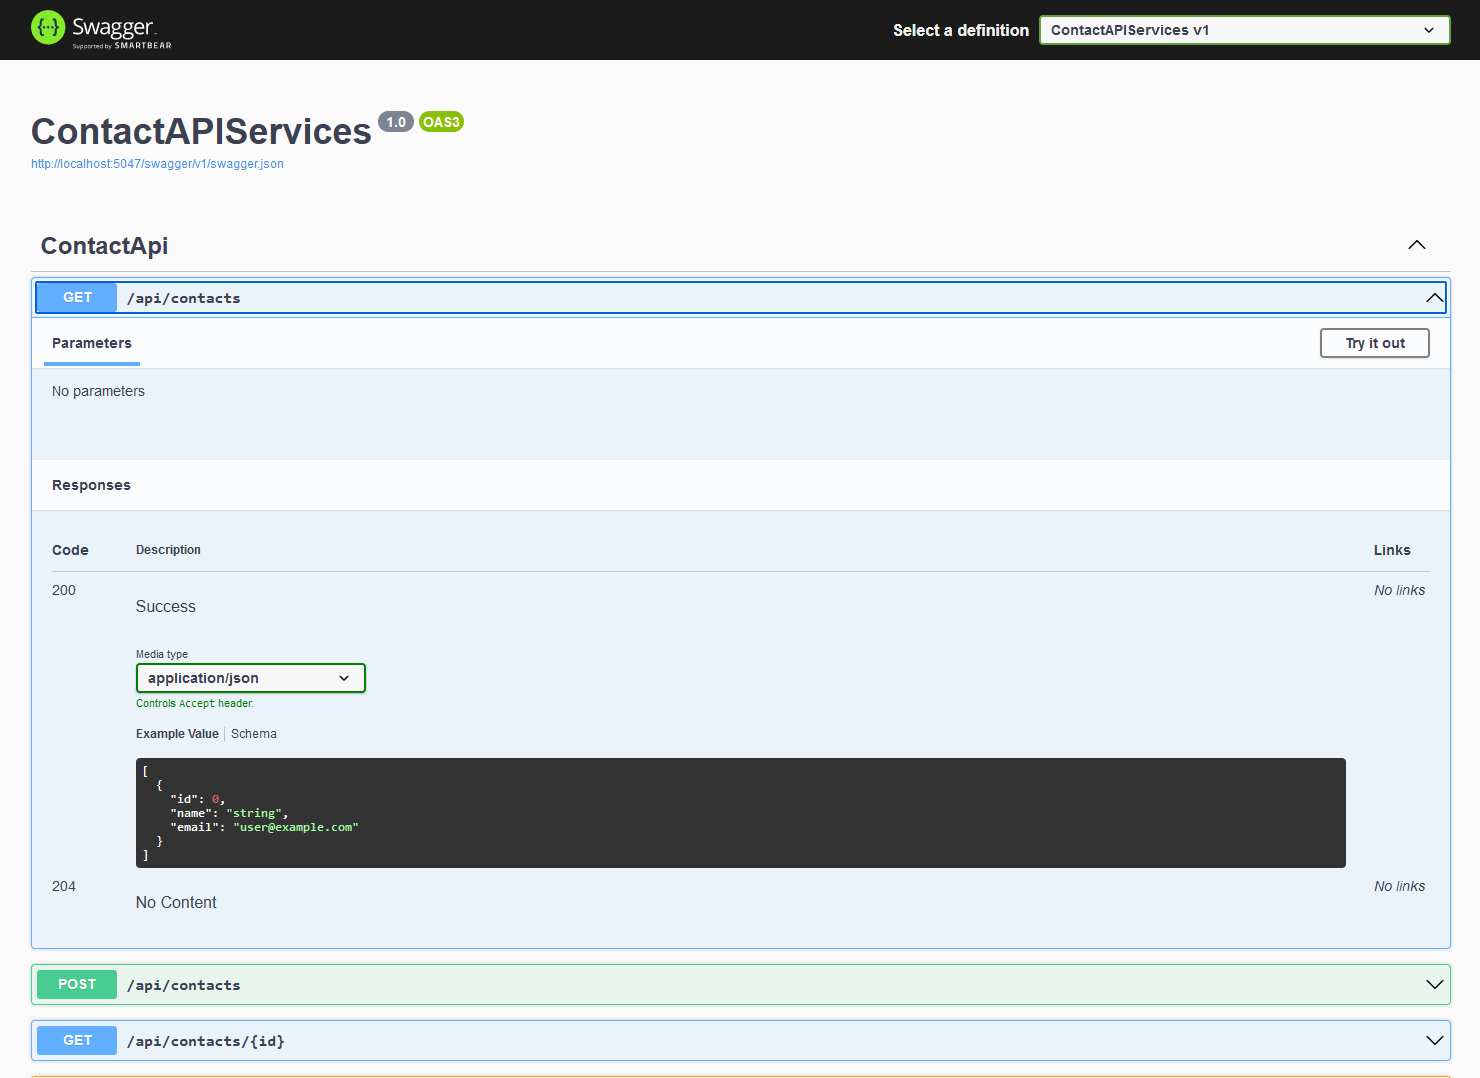 Swagger.
Supported by SMARTBEAR
Select a definition
ContactAPIServices v1
ContactAPIServices 1.0 OAS3
http://localhost:5047/swagger/v1/swagger.json
ContactApi
GET /api/contacts
Parameters
Try it out
No parameters
Responses
Code Description Links
200 Success No links
Media type
application/json
Controls Accept header.
Example Value | Schema
[
  {
    "id": 0,
    "name": "string",
    "email": "user@example.com"
  }
]
204 No Content No links
POST /api/contacts
GET /api/contacts/{id}